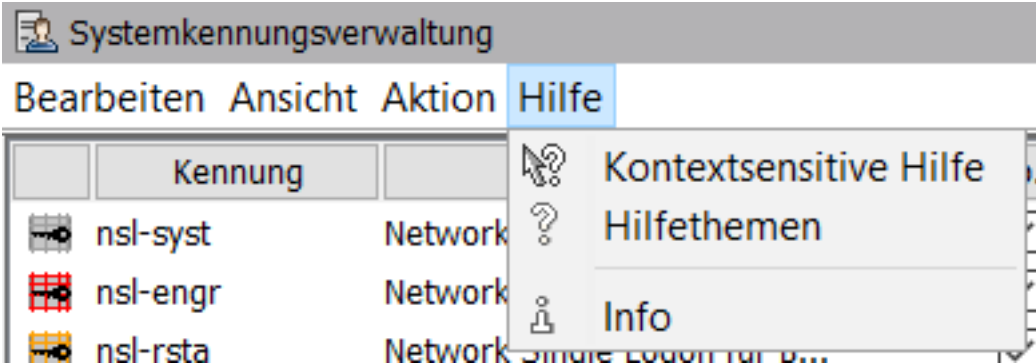 Systemkennungsverwaltung
Bearbeiten Ansicht Aktion Hilfe
Kennung
Kontextsensitive Hilfe
nsl-syst Network
Hilfethemen
nsl-engr Network
Info
nsl-rsta Network Single Logon für